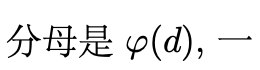 分母是 φ(d), 一